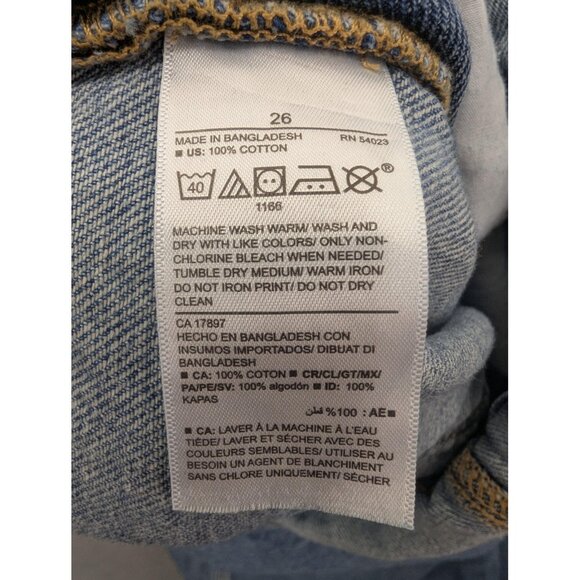 26
MADE IN BANGLADESH RN 54023
■ US: 100% COTTON
40 ®
1166
MACHINE WASH WARM/ WASH AND
DRY WITH LIKE COLORS/ ONLY NON-
CHLORINE BLEACH WHEN NEEDED/
TUMBLE DRY MEDIUM/ WARM IRON/
DO NOT IRON PRINT/ DO NOT DRY
CLEAN
CA 17897
HECHO EN BANGLADESH CON
INSUMOS IMPORTADOS/ DIBUAT DI
BANGLADESH
■ CA: 100% COTON ■ CR/CL/GT/MX/
PA/PE/SV: 100% algodón ■ ID: 100%
KAPAS
■ AE: 100% قطن
■ CA: LAVER À LA MACHINE À L'EAU
TIÈDE/ LAVER ET SÉCHER AVEC DES
COULEURS SEMBLABLES/ UTILISER AU
BESOIN UN AGENT DE BLANCHIMENT
SANS CHLORE UNIQUEMENT/ SÉCHER